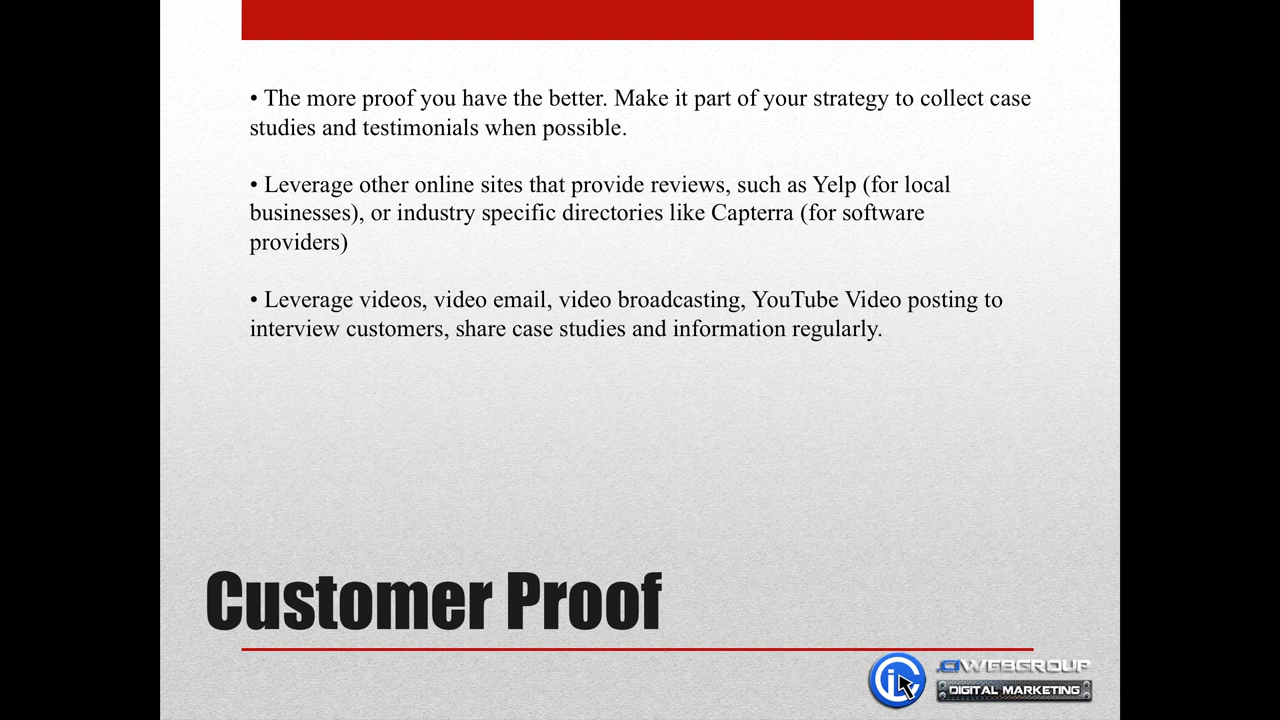 • The more proof you have the better. Make it part of your strategy to collect case
studies and testimonials when possible.
• Leverage other online sites that provide reviews, such as Yelp (for local
businesses), or industry specific directories like Capterra (for software
providers)
• Leverage videos, video email, video broadcasting, YouTube Video posting to
interview customers, share case studies and information regularly.
Customer Proof
CIWEBGROUP
DIGITAL MARKETING